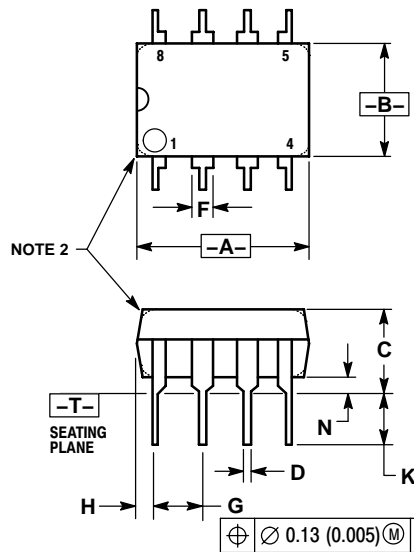 8 5
–B–
1 4
F
NOTE 2
–A–
C
–T–
SEATING
PLANE
N
D
K
H
G
⌖ ∅ 0.13 (0.005) Ⓜ